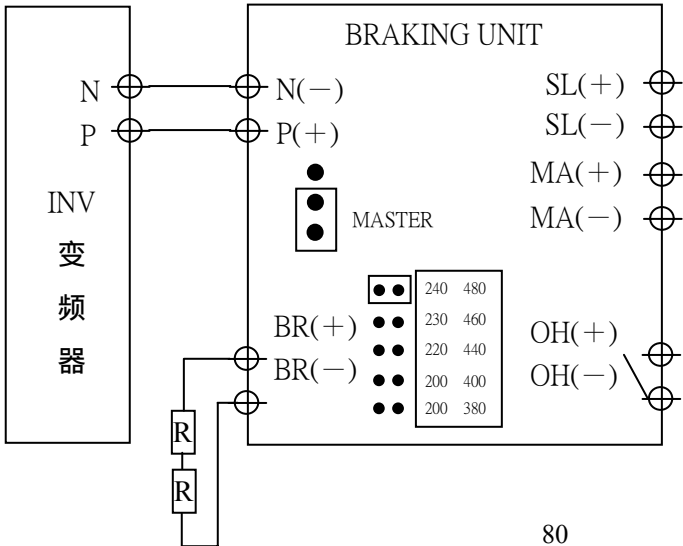 BRAKING UNIT
N
P
INV
变
频
器
N(－)
P(＋)
MASTER
SL(＋)
SL(－)
MA(＋)
MA(－)
240 480
230 460
220 440
200 400
200 380
BR(＋)
BR(－)
OH(＋)
OH(－)
R
R
80